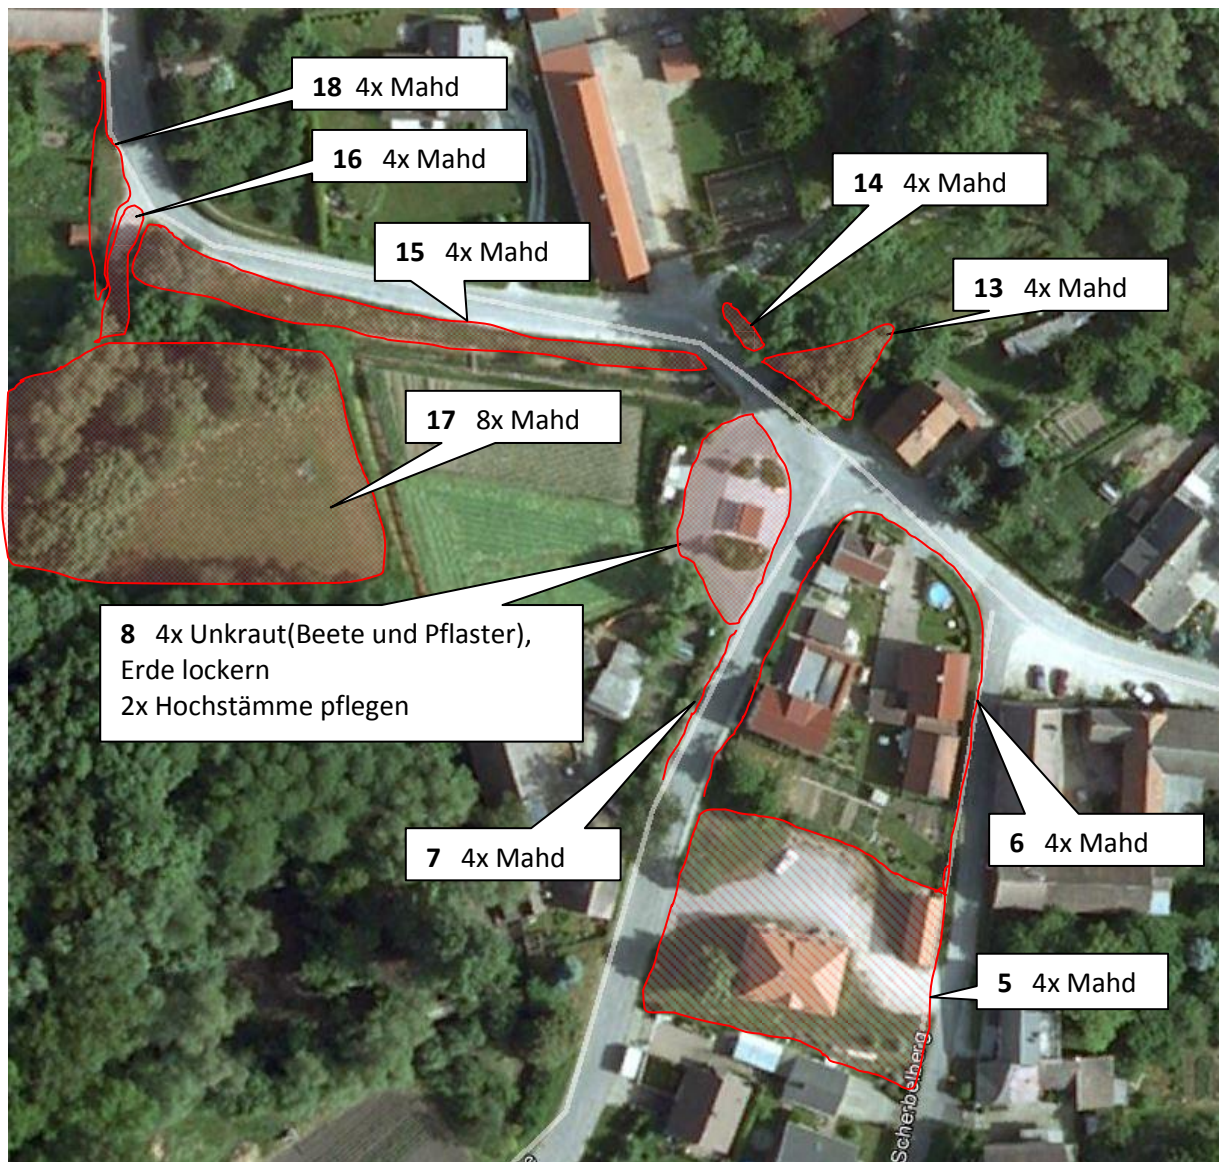 18 4x Mahd
16 4x Mahd
14 4x Mahd
15 4x Mahd
13 4x Mahd
17 8x Mahd
8 4x Unkraut(Beete und Pflaster),
Erde lockern
2x Hochstämme pflegen
7 4x Mahd
6 4x Mahd
5 4x Mahd
Scherbelberg